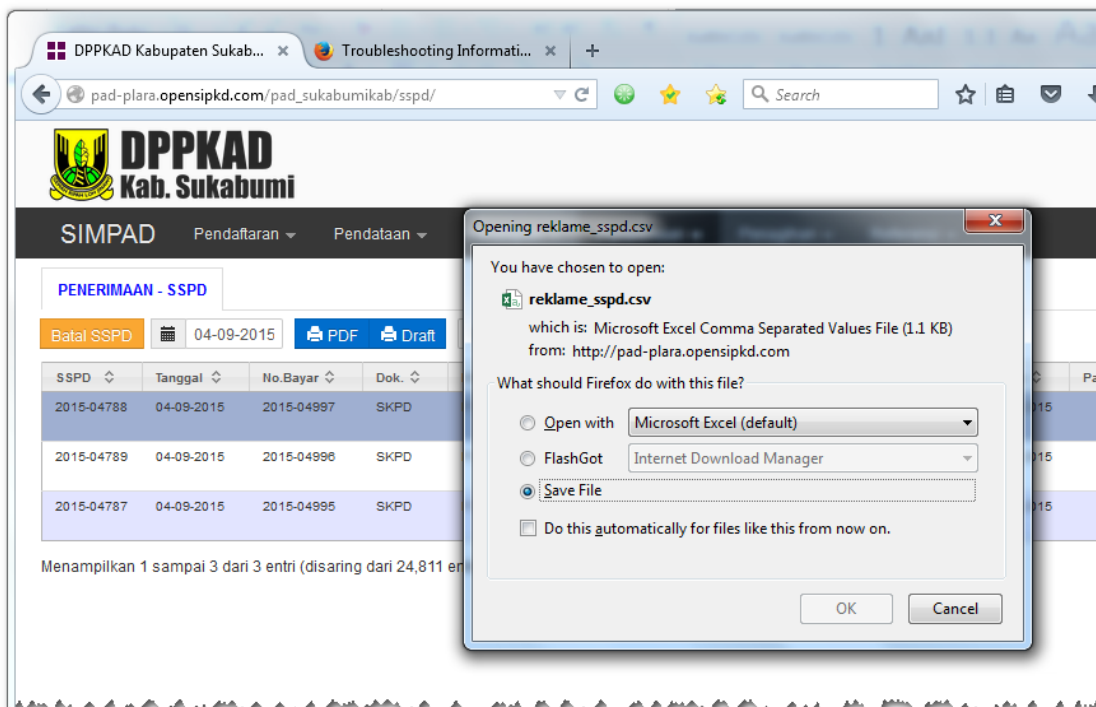 DPPKAD Kabupaten Sukab...
Troubleshooting Informati...
pad-plara.opensipkd.com/pad_sukabumikab/sspd/
Search
DPPKAD
Kab. Sukabumi
SIMPAD Pendaftaran Pendataan
PENERIMAAN - SSPD
Batal SSPD 04-09-2015 PDF Draft
SSPD Tanggal No.Bayar Dok. Pa
2015-04788 04-09-2015 2015-04997 SKPD 015
2015-04789 04-09-2015 2015-04996 SKPD 015
2015-04787 04-09-2015 2015-04995 SKPD 015
Menampilkan 1 sampai 3 dari 3 entri (disaring dari 24,811 en
Opening reklame_sspd.csv
You have chosen to open:
reklame_sspd.csv
which is: Microsoft Excel Comma Separated Values File (1.1 KB)
from: http://pad-plara.opensipkd.com
What should Firefox do with this file?
Open with Microsoft Excel (default)
FlashGot Internet Download Manager
Save File
Do this automatically for files like this from now on.
OK Cancel